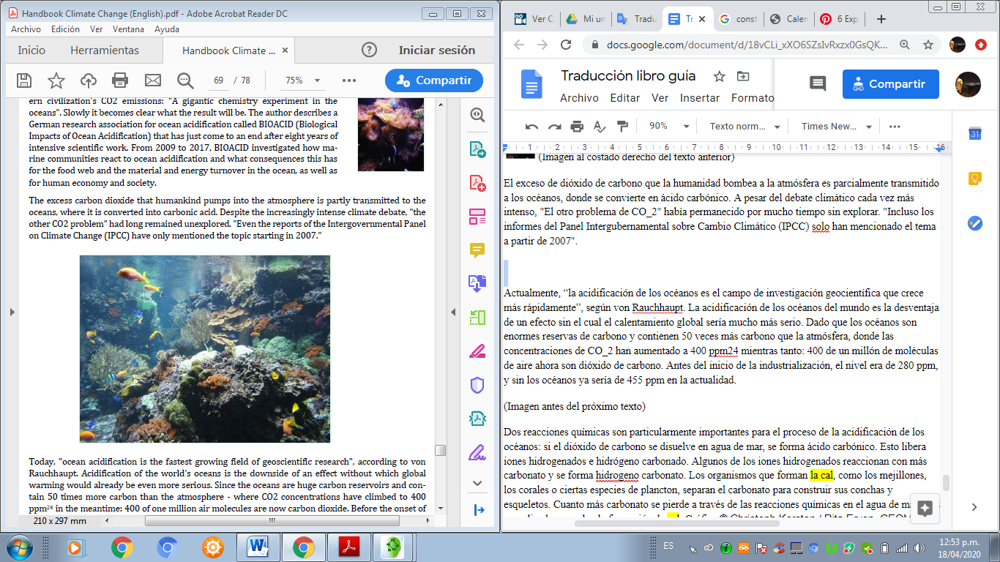 Handbook Climate Change (English).pdf - Adobe Acrobat Reader DC
Archivo Edición Ver Ventana Ayuda
Inicio Herramientas Handbook Climate ... × Iniciar sesión
69 / 78 75% Compartir
ern civilization's CO2 emissions: "A gigantic chemistry experiment in the
oceans". Slowly it becomes clear what the result will be. The author describes a
German research association for ocean acidification called BIOACID (Biological
Impacts of Ocean Acidification) that has just come to an end after eight years of
intensive scientific work. From 2009 to 2017, BIOACID investigated how ma-
rine communities react to ocean acidification and what consequences this has
for the food web and the material and energy turnover in the ocean, as well as
for human economy and society.
The excess carbon dioxide that humankind pumps into the atmosphere is partly transmitted to the
oceans, where it is converted into carbonic acid. Despite the increasingly intense climate debate, "the
other CO2 problem" had long remained unexplored. "Even the reports of the Intergovernmental Panel
on Climate Change (IPCC) have only mentioned the topic starting in 2007."
Today, "ocean acidification is the fastest growing field of geoscientific research", according to von
Rauchhaupt. Acidification of the world's oceans is the downside of an effect without which global
warming would already be even more serious. Since the oceans are huge carbon reservoirs and con-
tain 50 times more carbon than the atmosphere - where CO2 concentrations have climbed to 400
ppm²⁴ in the meantime: 400 of one million air molecules are now carbon dioxide. Before the onset of
210 x 297 mm
Ver C Mi un Tradu Tr × const Calen 6 Exp
docs.google.com/document/d/18vCLi_xXO6SZsIvRxzx0GsQK...
Traducción libro guía
Archivo Editar Ver Insertar Formato
Compartir
90% Texto norm... Times New...
1 2 3 4 5 6 7 8 9 10 11 12 13 14 15 16
(Imagen al costado derecho del texto anterior)
El exceso de dióxido de carbono que la humanidad bombea a la atmósfera es parcialmente transmitido
a los océanos, donde se convierte en ácido carbónico. A pesar del debate climático cada vez más
intenso, "El otro problema de CO_2" había permanecido por mucho tiempo sin explorar. "Incluso los
informes del Panel Intergubernamental sobre Cambio Climático (IPCC) solo han mencionado el tema
a partir de 2007".
Actualmente, “la acidificación de los océanos es el campo de investigación geocientífica que crece
más rápidamente”, según von Rauchhaupt. La acidificación de los océanos del mundo es la desventaja
de un efecto sin el cual el calentamiento global sería mucho más serio. Dado que los océanos son
enormes reservas de carbono y contienen 50 veces más carbono que la atmósfera, donde las
concentraciones de CO_2 han aumentado a 400 ppm24 mientras tanto: 400 de un millón de moléculas
de aire ahora son dióxido de carbono. Antes del inicio de la industrialización, el nivel era de 280 ppm,
y sin los océanos ya sería de 455 ppm en la actualidad.
(Imagen antes del próximo texto)
Dos reacciones químicas son particularmente importantes para el proceso de la acidificación de los
océanos: si el dióxido de carbono se disuelve en agua de mar, se forma ácido carbónico. Esto libera
iones hidrogenados e hidrógeno carbonado. Algunos de los iones hidrogenados reaccionan con más
carbonato y se forma hidrogeno carbonato. Los organismos que forman la cal, como los mejillones,
los corales o ciertas especies de plancton, separan el carbonato para construir sus conchas y
esqueletos. Cuanto más carbonato se pierde a través de las reacciones químicas en el agua de
31
ES 12:53 p.m.
18/04/2020